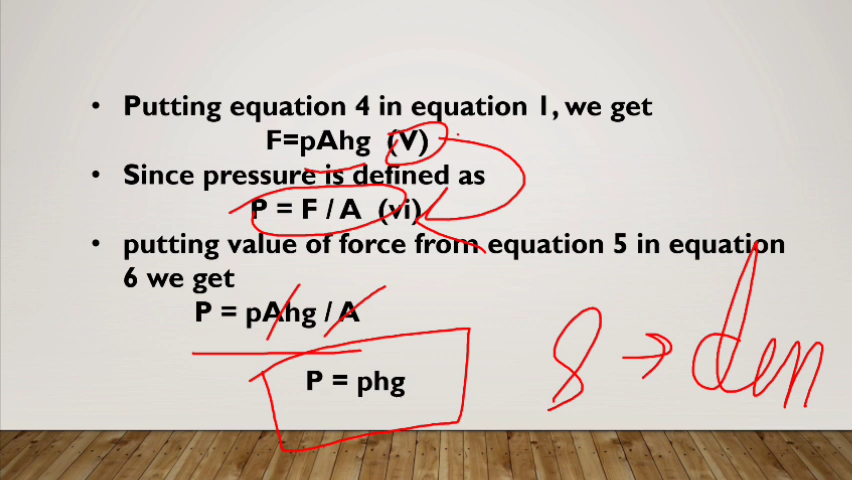 • Putting equation 4 in equation 1, we get
F=pAhg (V)
• Since pressure is defined as
P = F / A (vi)
• putting value of force from equation 5 in equation
6 we get
P = pAhg / A
P = phg
→ den